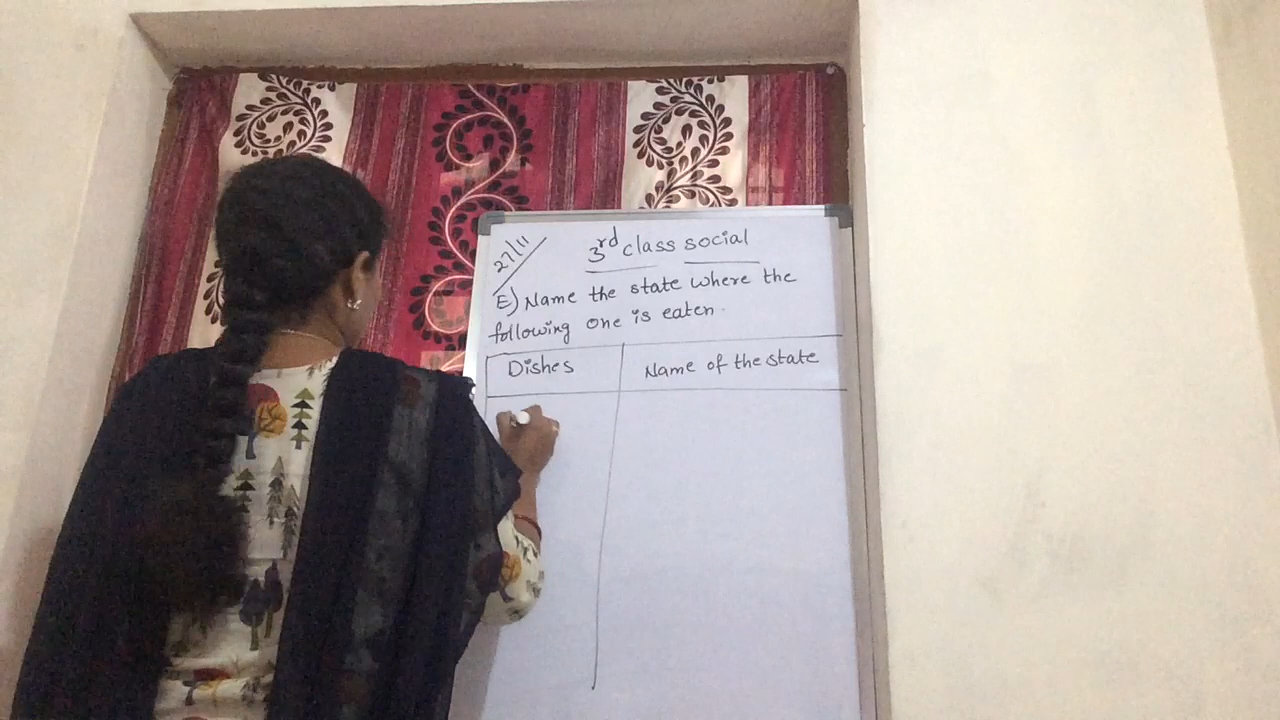 27/11
3rd class social
E) Name the state where the
following one is eaten.
Dishes
Name of the state